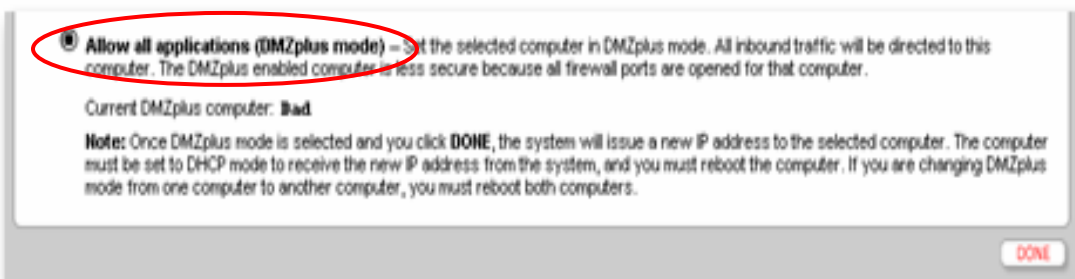 Allow all applications (DMZplus mode) – Set the selected computer in DMZplus mode. All inbound traffic will be directed to this
computer. The DMZplus enabled computer is less secure because all firewall ports are opened for that computer.
Current DMZplus computer: Dad
Note: Once DMZplus mode is selected and you click DONE, the system will issue a new IP address to the selected computer. The computer
must be set to DHCP mode to receive the new IP address from the system, and you must reboot the computer. If you are changing DMZplus
mode from one computer to another computer, you must reboot both computers.
DONE